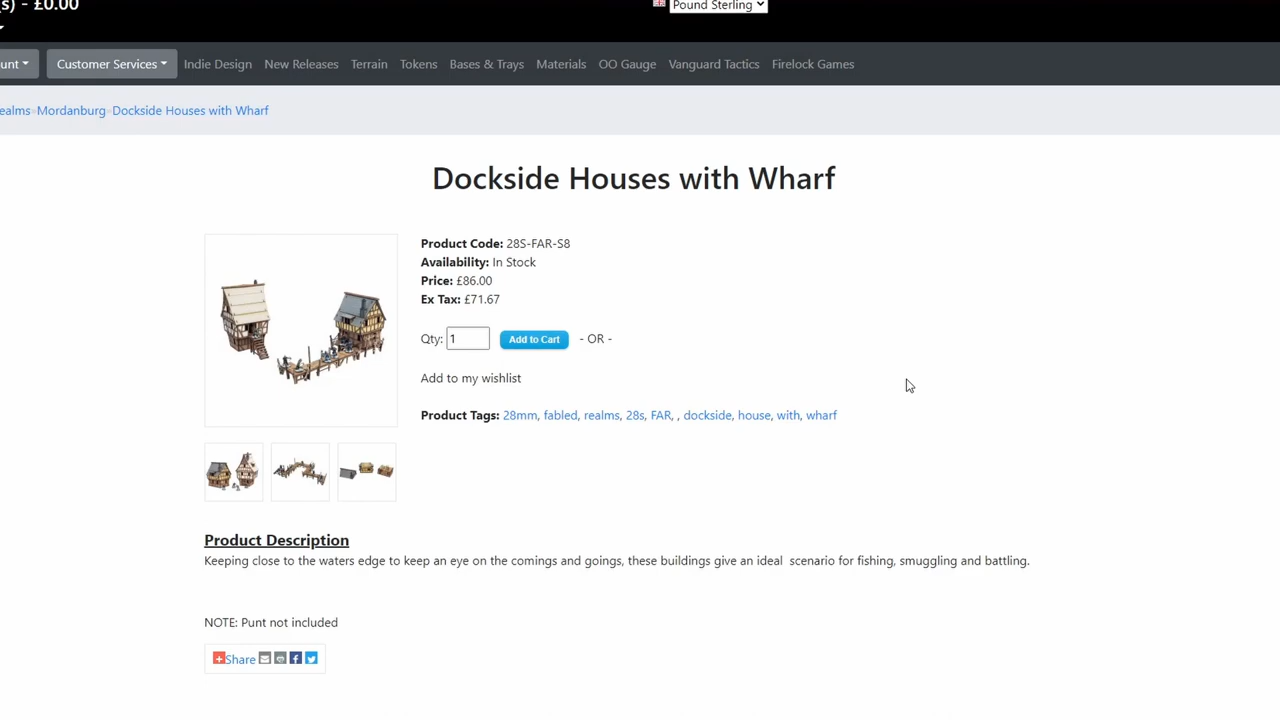 (s) - £0.00
Pound Sterling
unt
Customer Services
Indie Design
New Releases
Terrain
Tokens
Bases & Trays
Materials
OO Gauge
Vanguard Tactics
Firelock Games
ealms»Mordanburg»Dockside Houses with Wharf
Dockside Houses with Wharf
Product Code: 28S-FAR-S8
Availability: In Stock
Price: £86.00
Ex Tax: £71.67
Qty: 1 Add to Cart - OR -
Add to my wishlist
Product Tags: 28mm, fabled, realms, 28s, FAR, , dockside, house, with, wharf
Product Description
Keeping close to the waters edge to keep an eye on the comings and goings, these buildings give an ideal scenario for fishing, smuggling and battling.
NOTE: Punt not included
Share